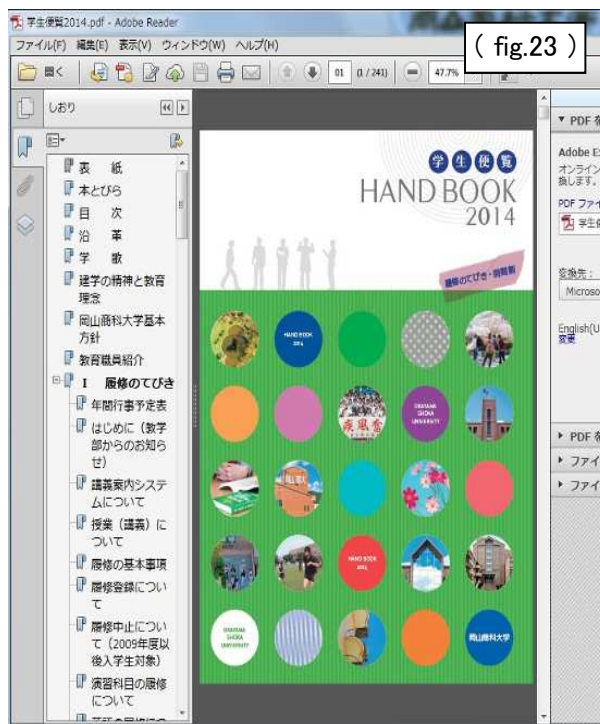 学生便覧2014.pdf - Adobe Reader
ファイル(F) 編集(E) 表示(V) ウィンドウ(W) ヘルプ(H)
( fig.23 )
開く
01 (1 / 241)
47.7%
しおり
表 紙
本とびら
目 次
沿 革
学 歌
建学の精神と教育
理念
岡山商科大学基本
方針
教育職員紹介
I 履修のてびき
年間行事予定表
はじめに(教学
部からのお知ら
せ)
講義案内システ
ムについて
授業(講義)に
ついて
履修の基本事項
履修登録につい
て
履修中止につい
て(2009年度以
後入学生対象)
演習科目の履修
について
学生便覧
HAND BOOK
2014
履修のてびき・規程集
HAND BOOK
2014
疾風奮
OKAYAMA
SHOKA
UNIVERSITY
HAND BOOK
2014
OKAYAMA
SHOKA
UNIVERSITY
岡山商科大学
PDF を
Adobe E
オンライン
換します。
PDF ファイ
学生
変換先:
Microso
English(U
変更
PDF を
ファイ
ファイ